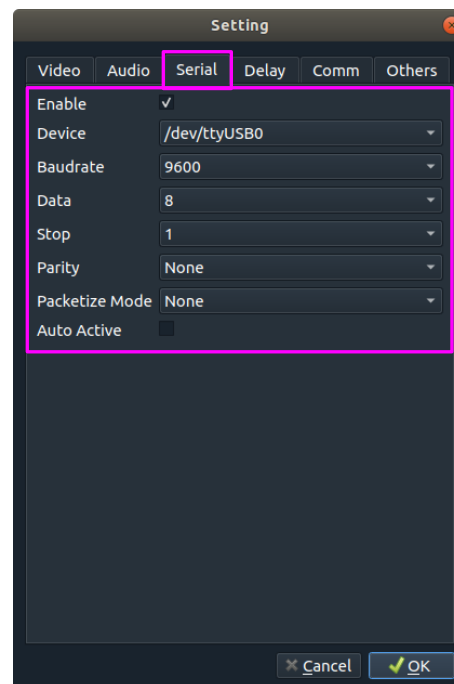 Setting
Video Audio Serial Delay Comm Others
Enable
Device /dev/ttyUSB0
Baudrate 9600
Data 8
Stop 1
Parity None
Packetize Mode None
Auto Active
Cancel OK